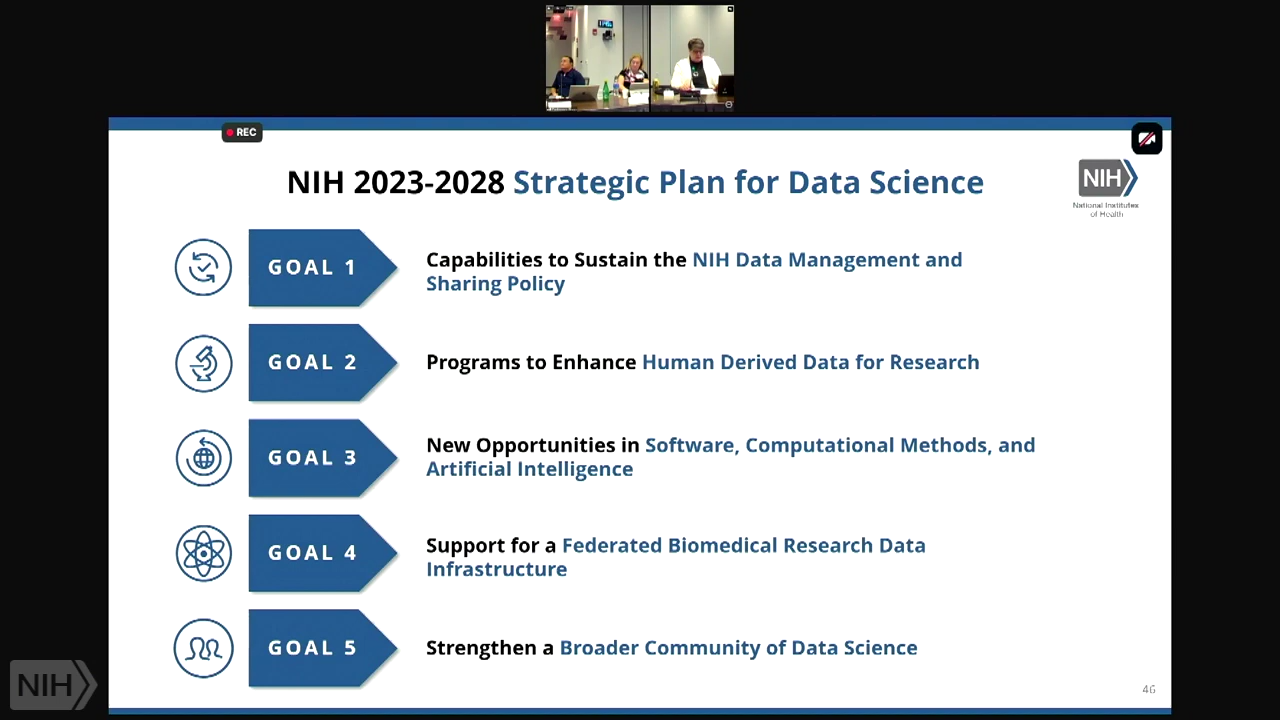 REC
NIH 2023-2028 Strategic Plan for Data Science
NIH
National Institutes
of Health
GOAL 1
Capabilities to Sustain the NIH Data Management and
Sharing Policy
GOAL 2
Programs to Enhance Human Derived Data for Research
GOAL 3
New Opportunities in Software, Computational Methods, and
Artificial Intelligence
GOAL 4
Support for a Federated Biomedical Research Data
Infrastructure
GOAL 5
Strengthen a Broader Community of Data Science
46
NIH